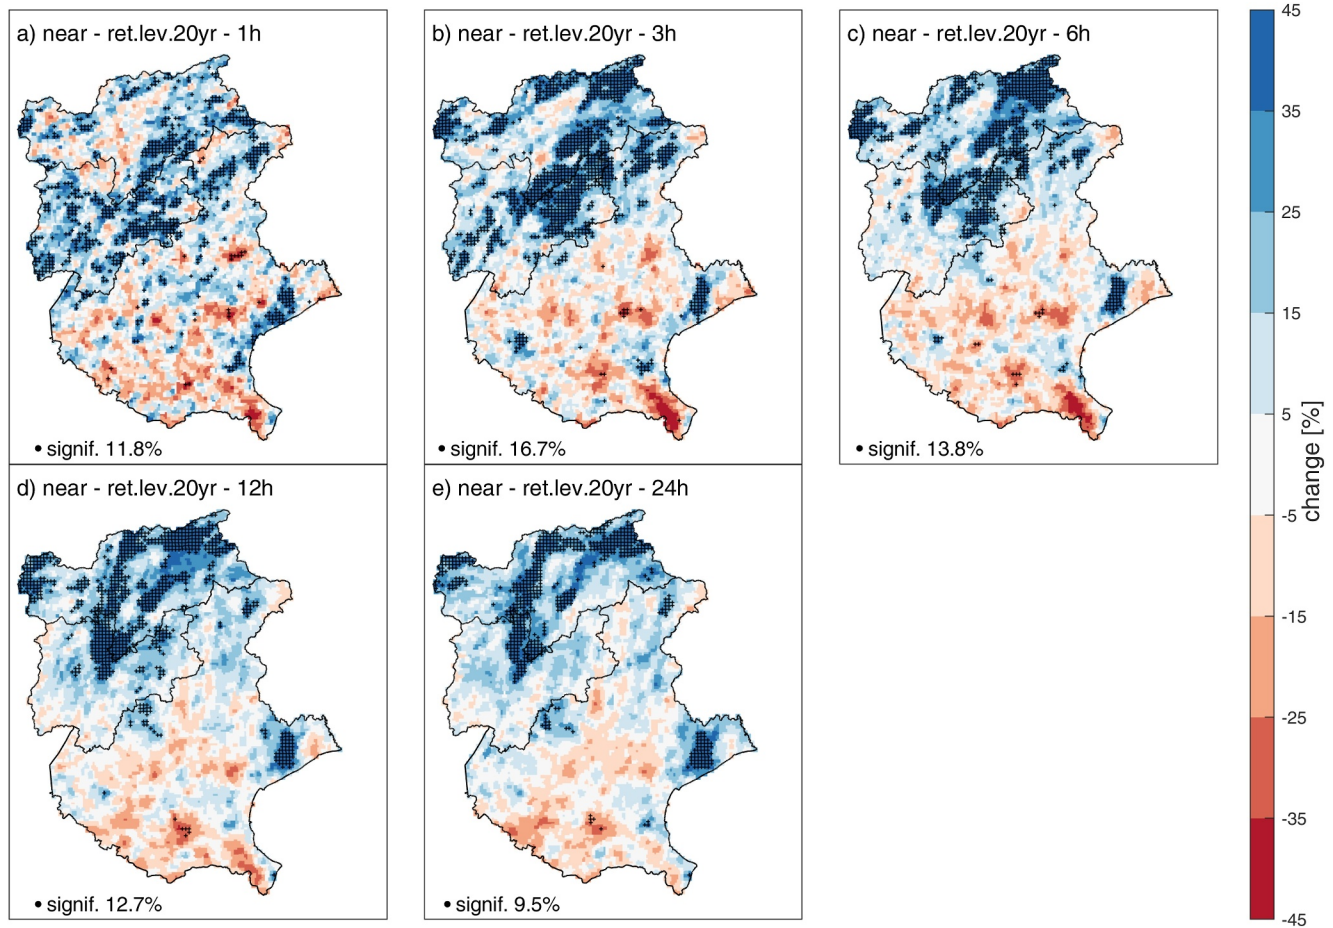 a) near - ret.lev.20yr - 1h
b) near - ret.lev.20yr - 3h
c) near - ret.lev.20yr - 6h
• signif. 11.8%
• signif. 16.7%
• signif. 13.8%
d) near - ret.lev.20yr - 12h
e) near - ret.lev.20yr - 24h
• signif. 12.7%
• signif. 9.5%
45
35
25
15
5
-5
-15
-25
-35
-45
change [%]